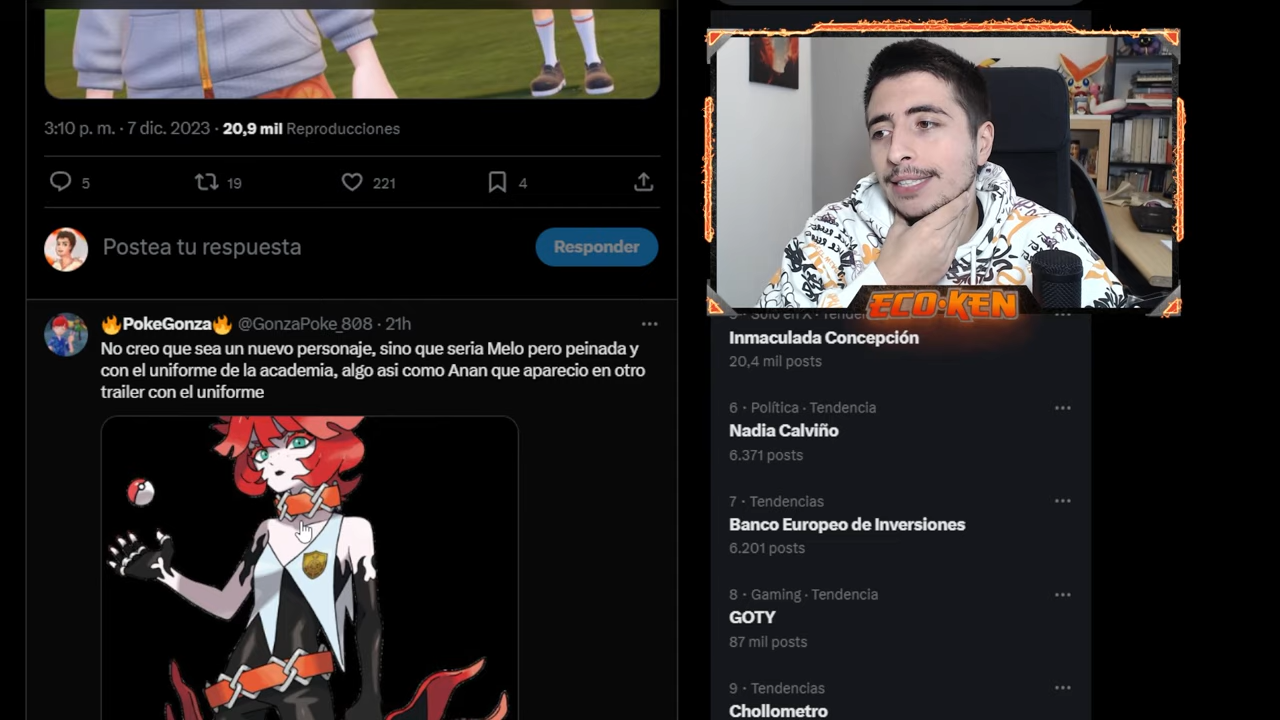 3:10 p. m. · 7 dic. 2023 · 20,9 mil Reproducciones
5
19
221
4
Postea tu respuesta
Responder
🔥PokeGonza🔥 @GonzaPoke_808 · 21h
No creo que sea un nuevo personaje, sino que seria Melo pero peinada y
con el uniforme de la academia, algo asi como Anan que aparecio en otro
trailer con el uniforme
ECO·KEN
Inmaculada Concepción
20,4 mil posts
6 · Política · Tendencia
Nadia Calviño
6.371 posts
7 · Tendencias
Banco Europeo de Inversiones
6.201 posts
8 · Gaming · Tendencia
GOTY
87 mil posts
9 · Tendencias
Chollometro